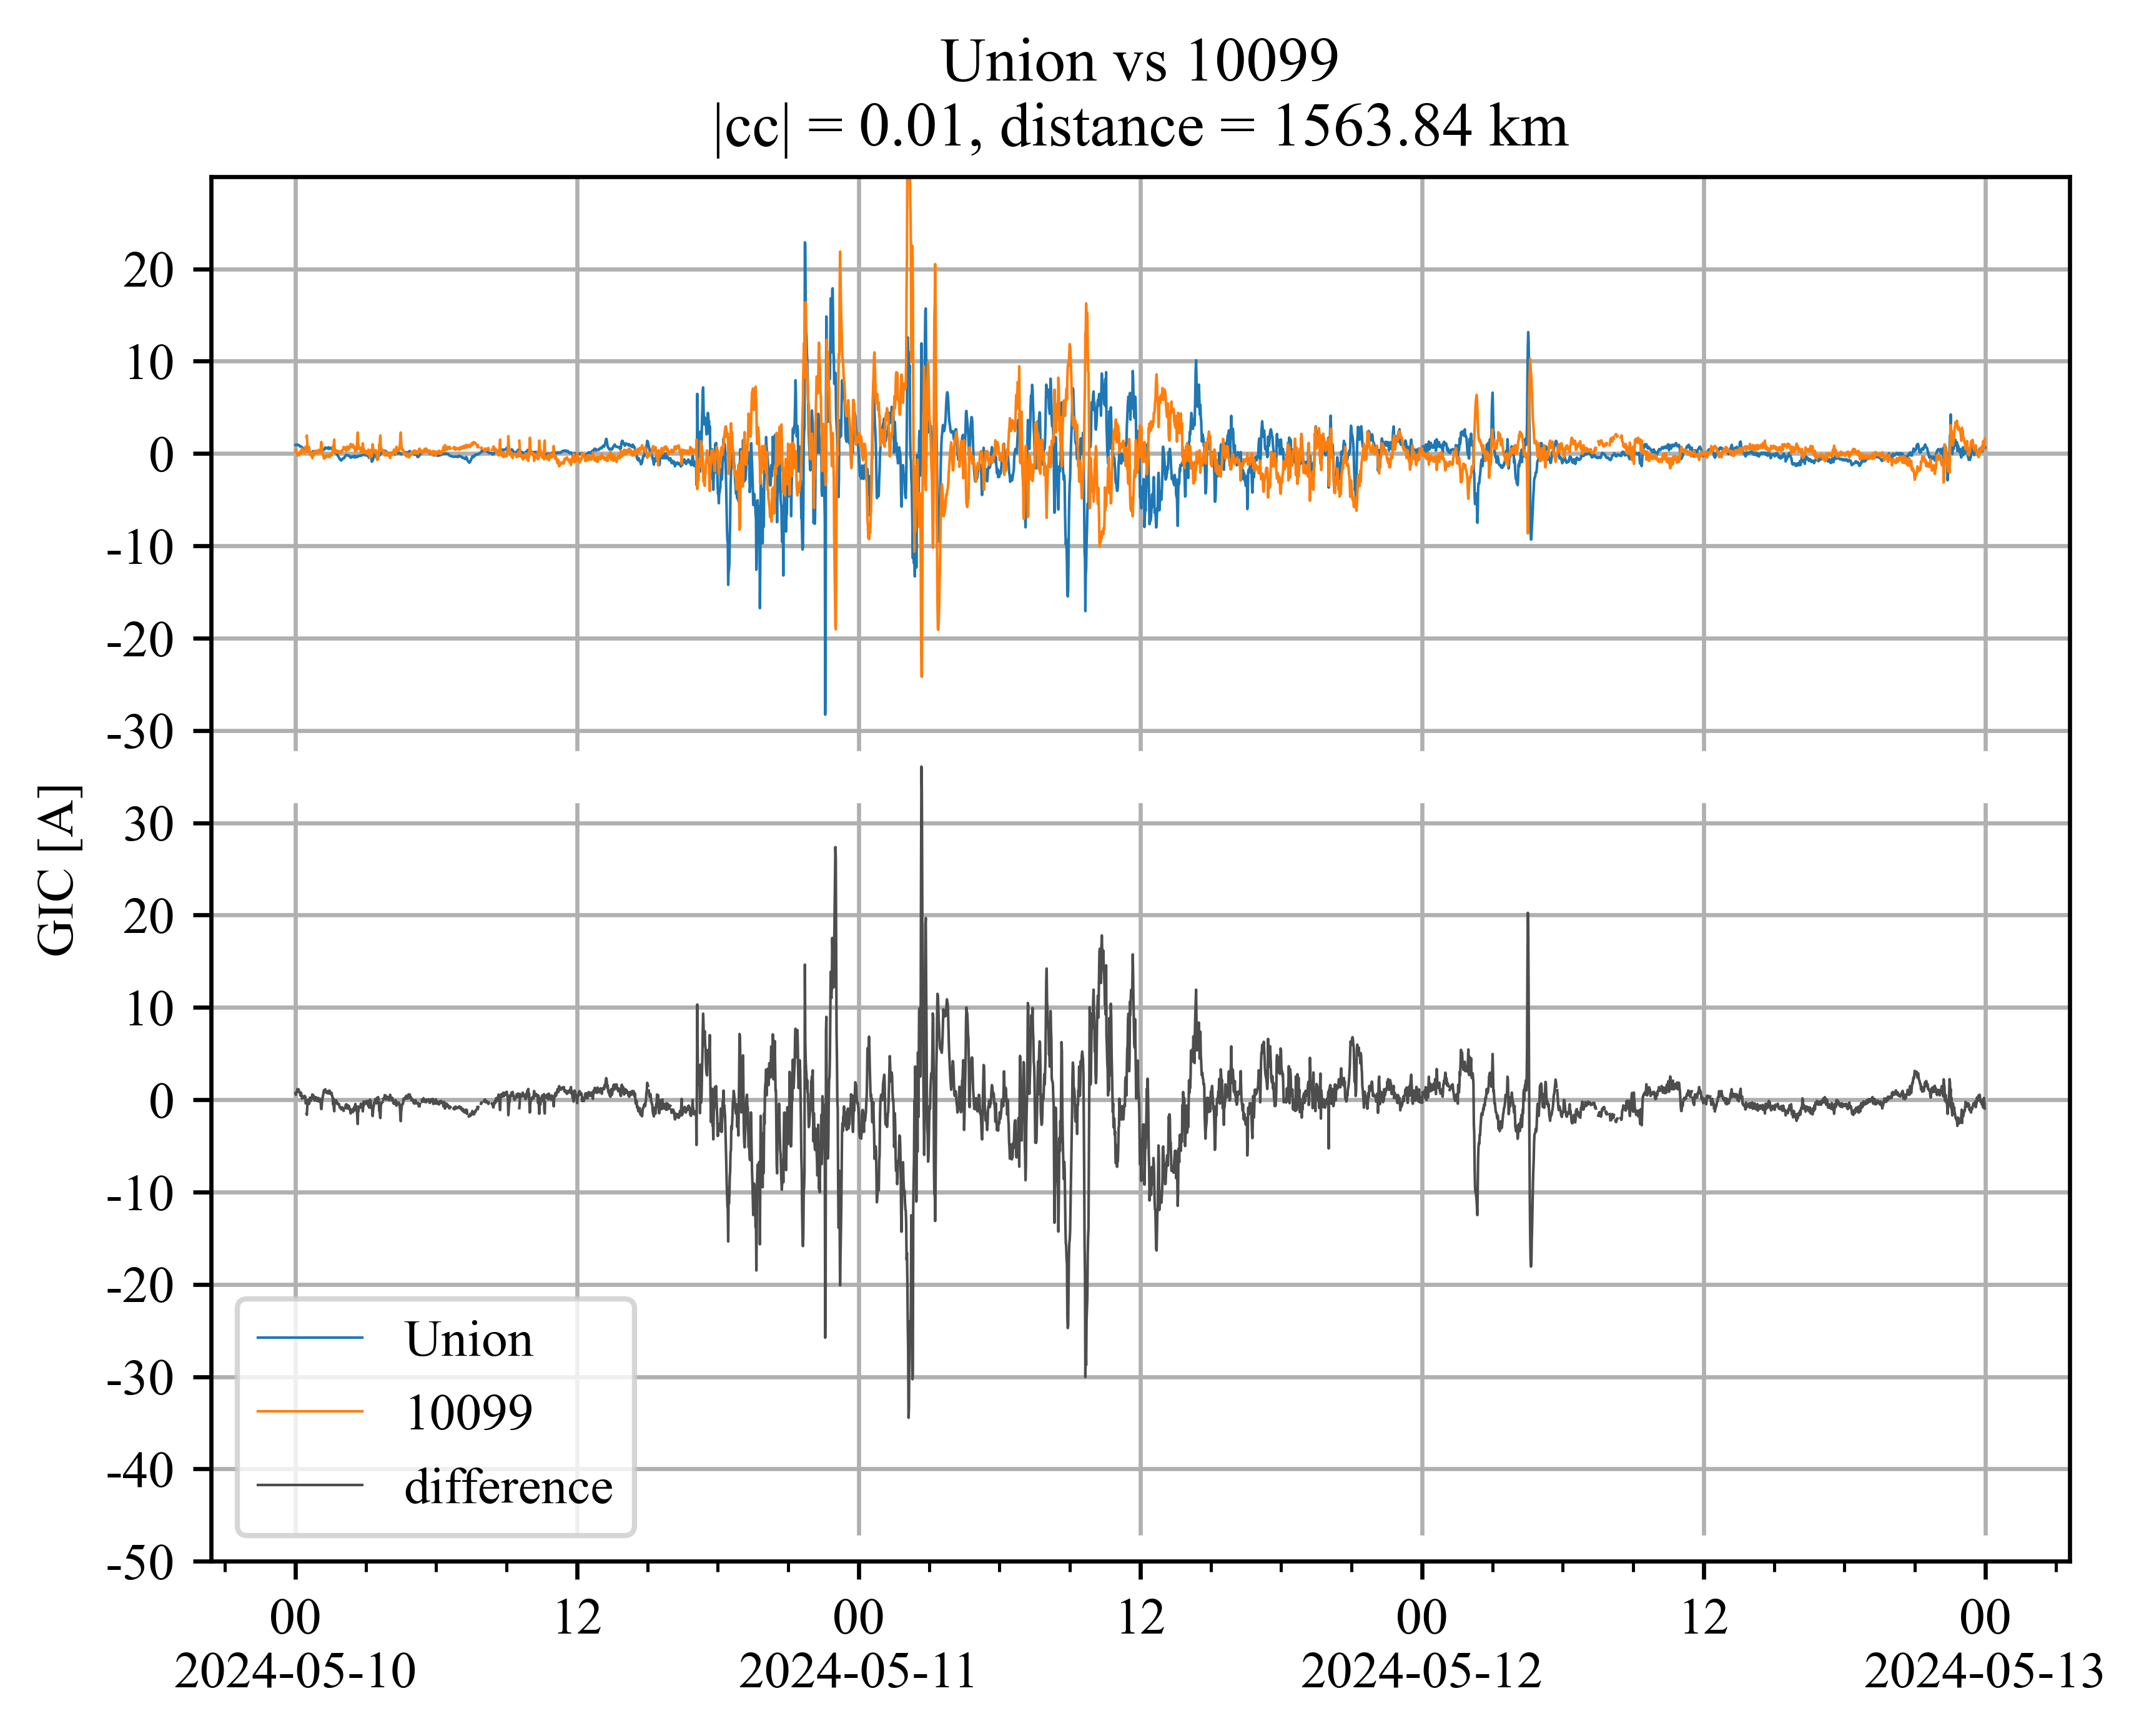 Union vs 10099
|cc| = 0.01, distance = 1563.84 km
20
10
0
-10
-20
-30
GIC [A]
30
20
10
0
-10
-20
-30
-40
-50
Union
10099
difference
00 12 00 12 00 12 00
2024-05-10 2024-05-11 2024-05-12 2024-05-13